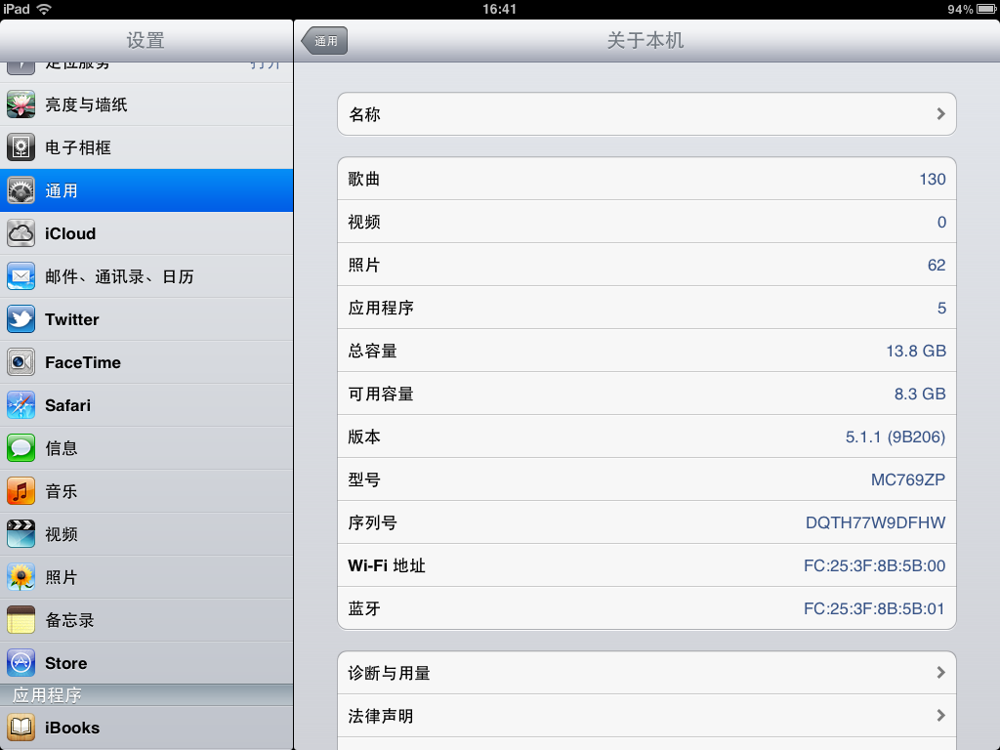 iPad
16:41
94%
设置
定位服务
打开
亮度与墙纸
电子相框
通用
iCloud
邮件、通讯录、日历
Twitter
FaceTime
Safari
信息
音乐
视频
照片
备忘录
Store
应用程序
iBooks
通用
关于本机
名称
歌曲 130
视频 0
照片 62
应用程序 5
总容量 13.8 GB
可用容量 8.3 GB
版本 5.1.1 (9B206)
型号 MC769ZP
序列号 DQTH77W9DFHW
Wi-Fi 地址 FC:25:3F:8B:5B:00
蓝牙 FC:25:3F:8B:5B:01
诊断与用量
法律声明